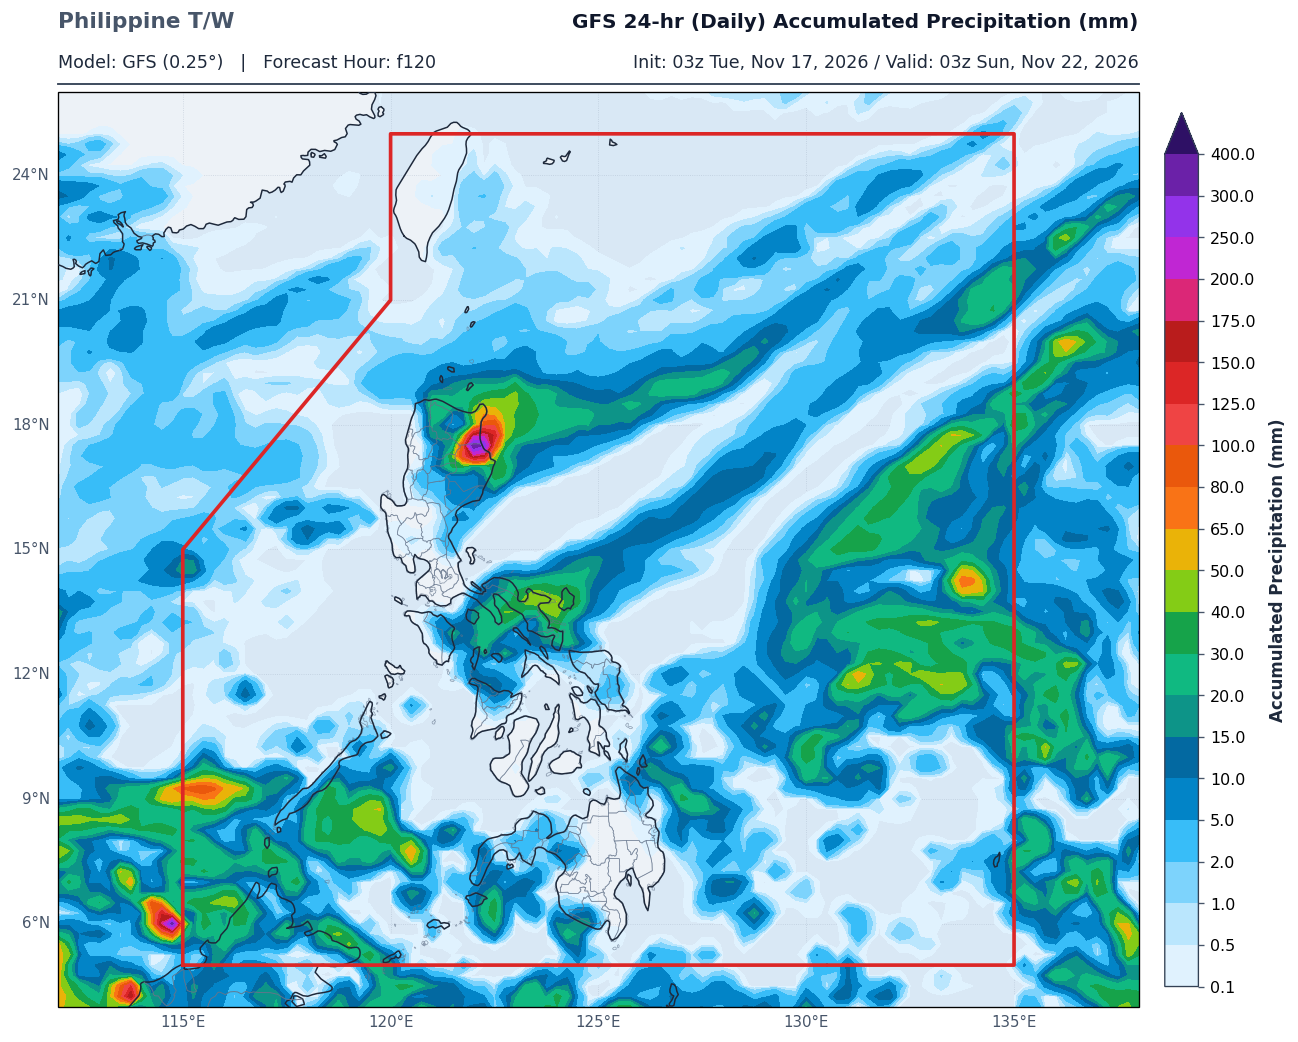 Philippine T/W
GFS 24-hr (Daily) Accumulated Precipitation (mm)
Model: GFS (0.25°)   |   Forecast Hour: f120
Init: 03z Tue, Nov 17, 2026 / Valid: 03z Sun, Nov 22, 2026
24°N
21°N
18°N
15°N
12°N
9°N
6°N
115°E
120°E
125°E
130°E
135°E
400.0
300.0
250.0
200.0
175.0
150.0
125.0
100.0
80.0
65.0
50.0
40.0
30.0
20.0
15.0
10.0
5.0
2.0
1.0
0.5
0.1
Accumulated Precipitation (mm)